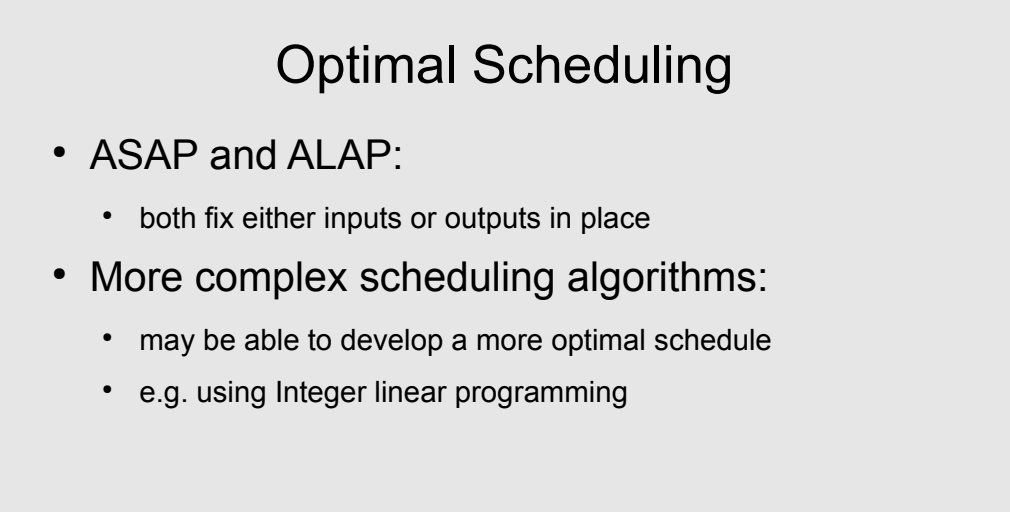 Optimal Scheduling
• ASAP and ALAP:
• both fix either inputs or outputs in place
• More complex scheduling algorithms:
• may be able to develop a more optimal schedule
• e.g. using Integer linear programming